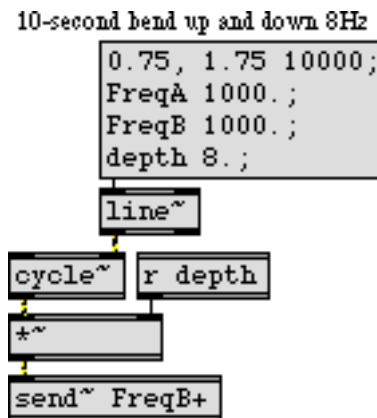 10-second bend up and down 8Hz
0.75, 1.75 10000;
FreqA 1000.;
FreqB 1000.;
depth 8.;
line~
cycle~ r depth
*~
send~ FreqB+